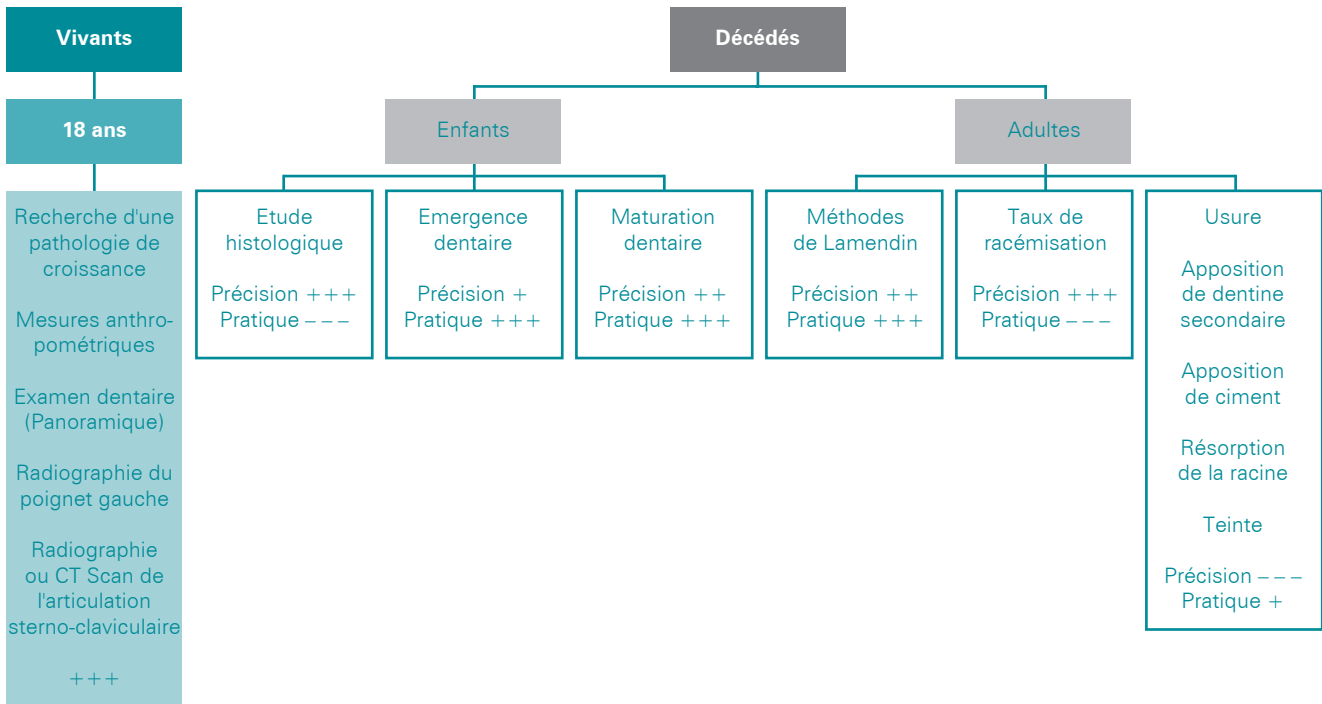 Vivants
18 ans
Recherche d'une
pathologie de
croissance
Mesures anthro-
pométriques
Examen dentaire
(Panoramique)
Radiographie du
poignet gauche
Radiographie
ou CT Scan de
l'articulation
sterno-claviculaire
+++
Décédés
Enfants
Etude
histologique
Précision +++
Pratique –––
Emergence
dentaire
Précision +
Pratique +++
Maturation
dentaire
Précision ++
Pratique +++
Adultes
Méthodes
de Lamendin
Précision ++
Pratique +++
Taux de
racémisation
Précision +++
Pratique –––
Usure
Apposition
de dentine
secondaire
Apposition
de ciment
Résorption
de la racine
Teinte
Précision –––
Pratique +